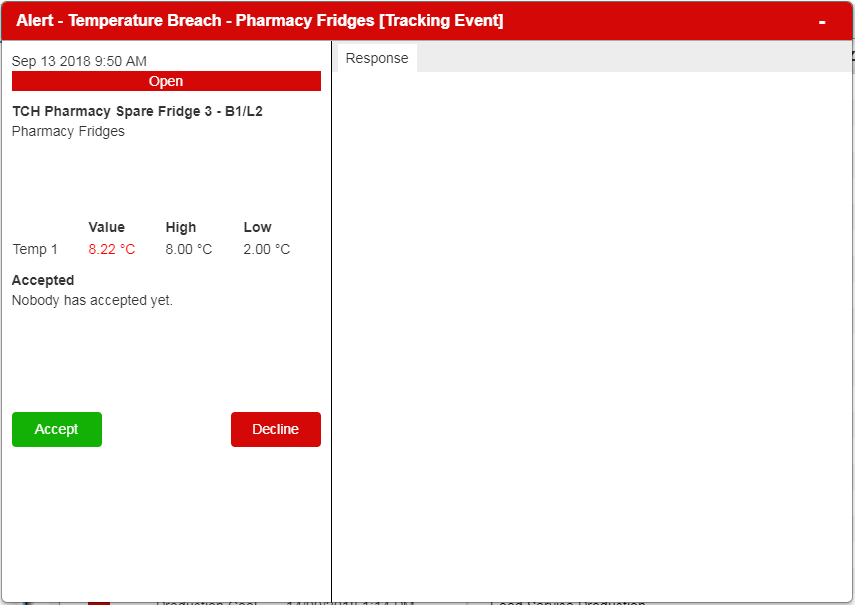 Alert - Temperature Breach - Pharmacy Fridges [Tracking Event] -
Response
Sep 13 2018 9:50 AM
Open
TCH Pharmacy Spare Fridge 3 - B1/L2
Pharmacy Fridges
Value High Low
Temp 1 8.22 °C 8.00 °C 2.00 °C
Accepted
Nobody has accepted yet.
Accept Decline